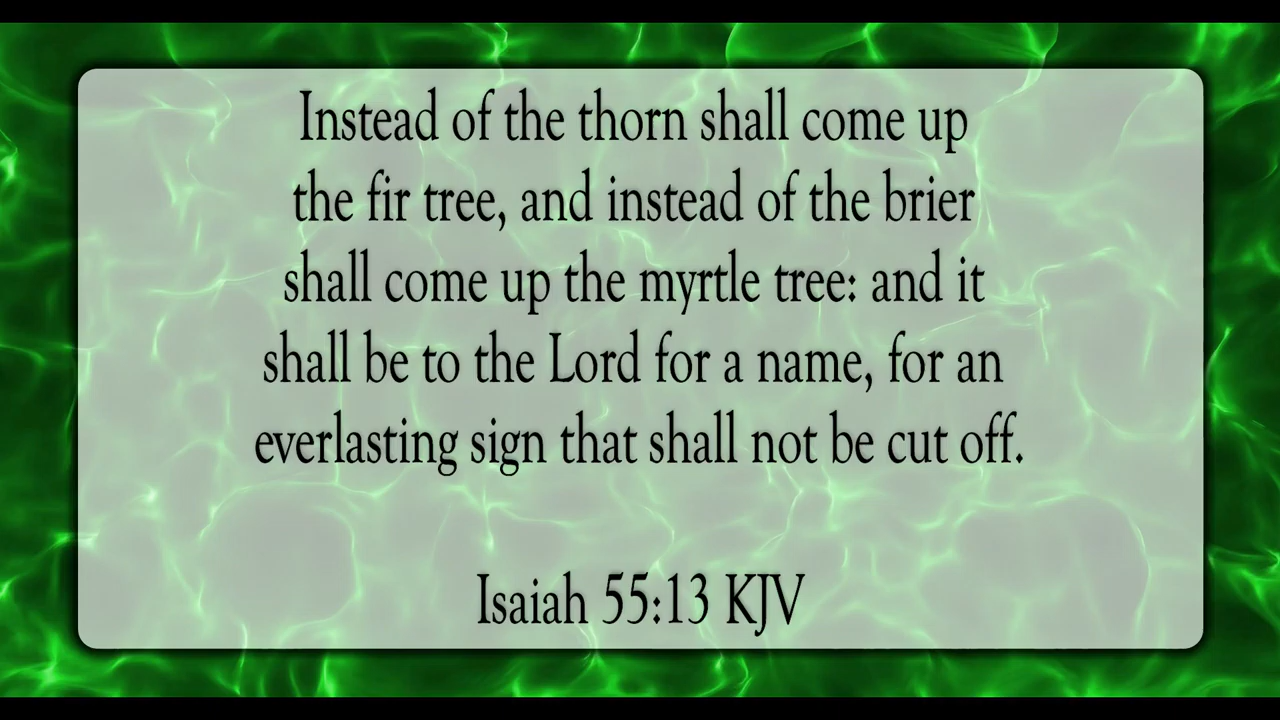 Instead of the thorn shall come up
the fir tree, and instead of the brier
shall come up the myrtle tree: and it
shall be to the Lord for a name, for an
everlasting sign that shall not be cut off.
Isaiah 55:13 KJV